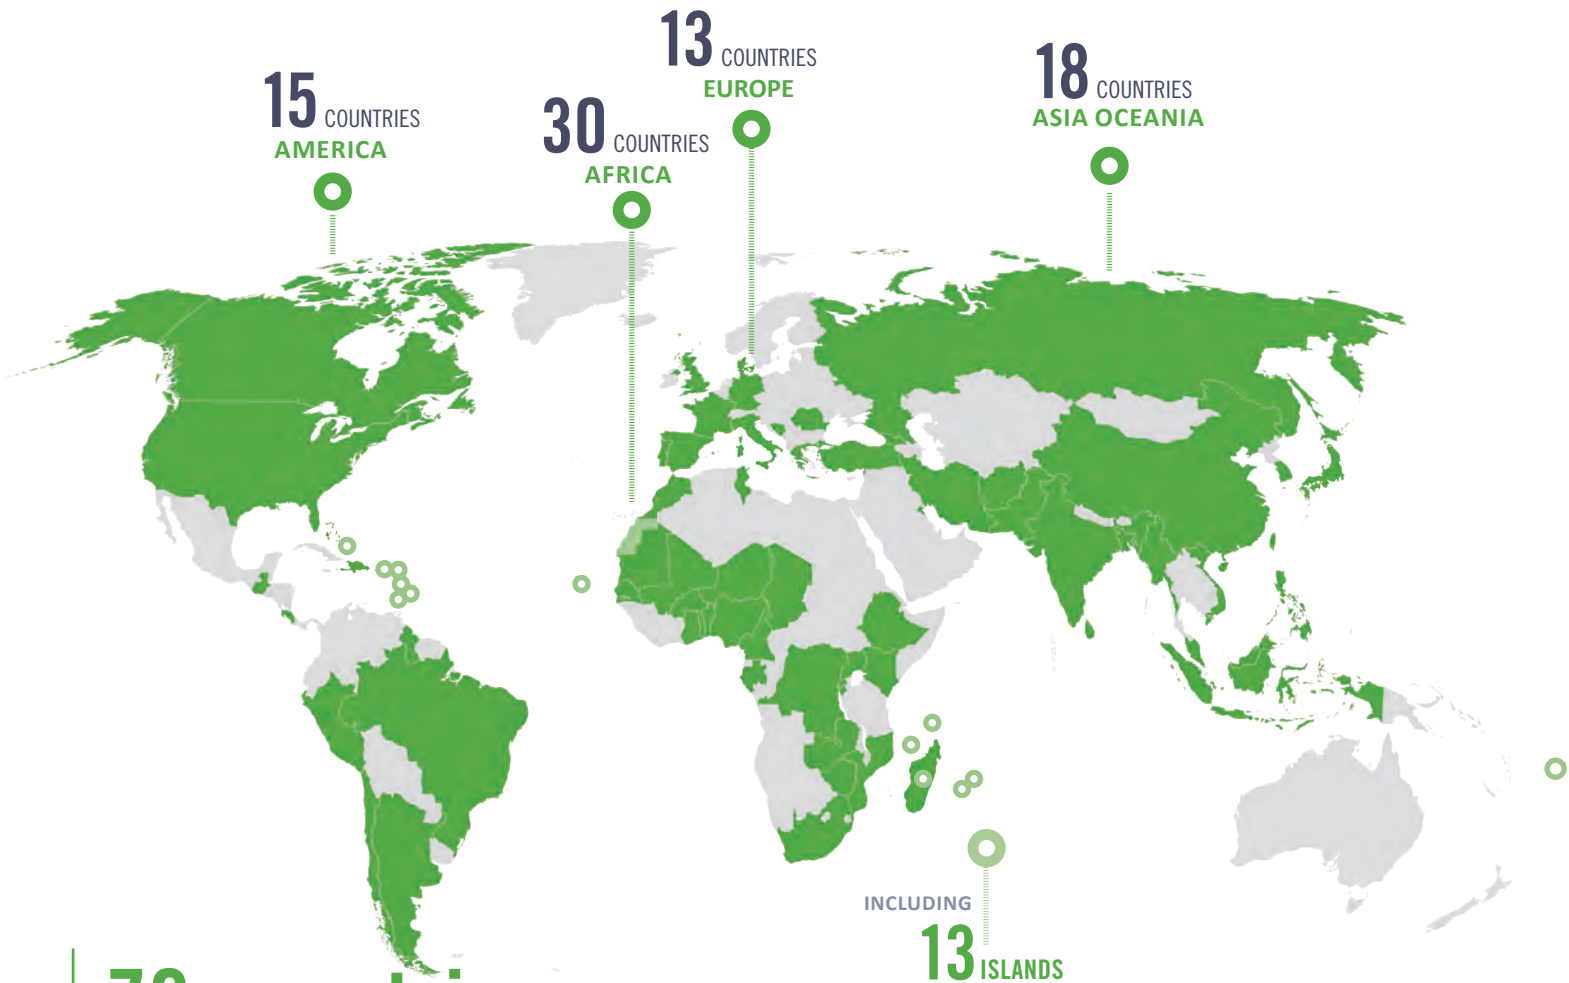 13 COUNTRIES
EUROPE
18 COUNTRIES
ASIA OCEANIA
15 COUNTRIES
AMERICA
30 COUNTRIES
AFRICA
INCLUDING
13 ISLANDS